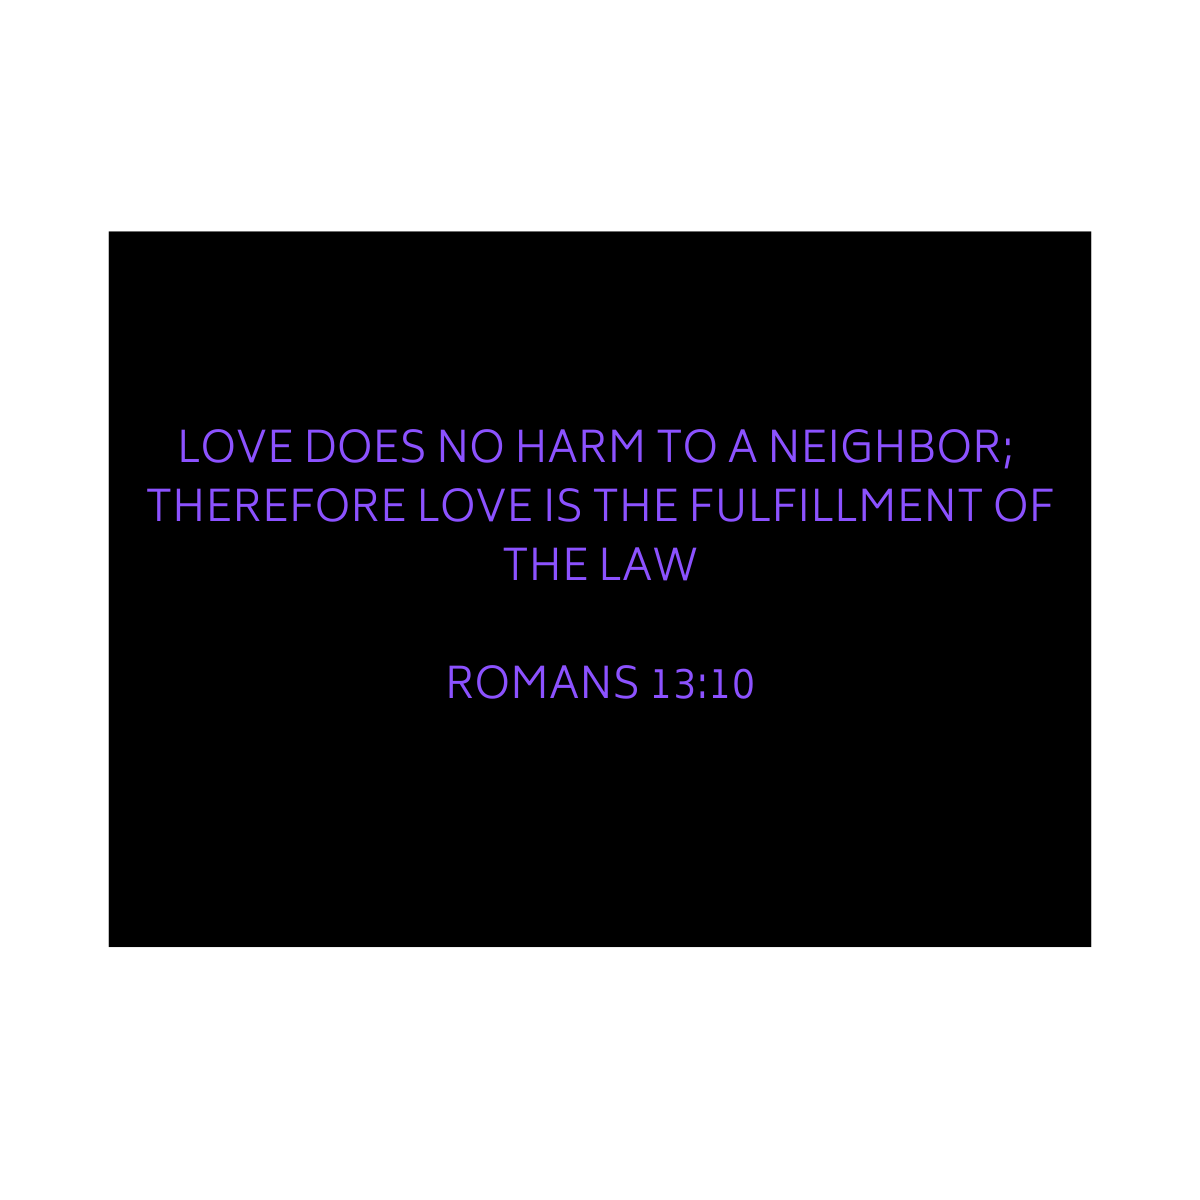 LOVE DOES NO HARM TO A NEIGHBOR;
THEREFORE LOVE IS THE FULFILLMENT OF
THE LAW
ROMANS 13:10